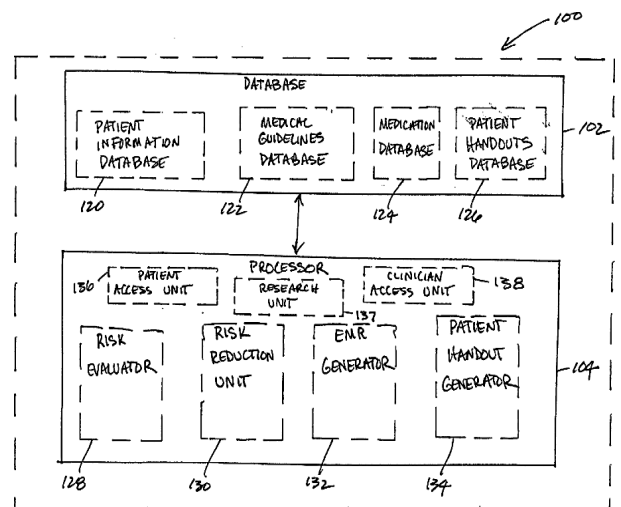 100
DATABASE
PATIENT
INFORMATION
DATABASE
MEDICAL
GUIDELINES
DATABASE
MEDICATION
DATABASE
PATIENT
HANDOUTS
DATABASE
102
120
122
124
126
PROCESSOR
136
PATIENT
ACCESS UNIT
RESEARCH
UNIT
137
CLINICIAN
ACCESS UNIT
138
RISK
EVALUATOR
RISK
REDUCTION
UNIT
EMR
GENERATOR
PATIENT
HANDOUT
GENERATOR
104
128
130
132
134